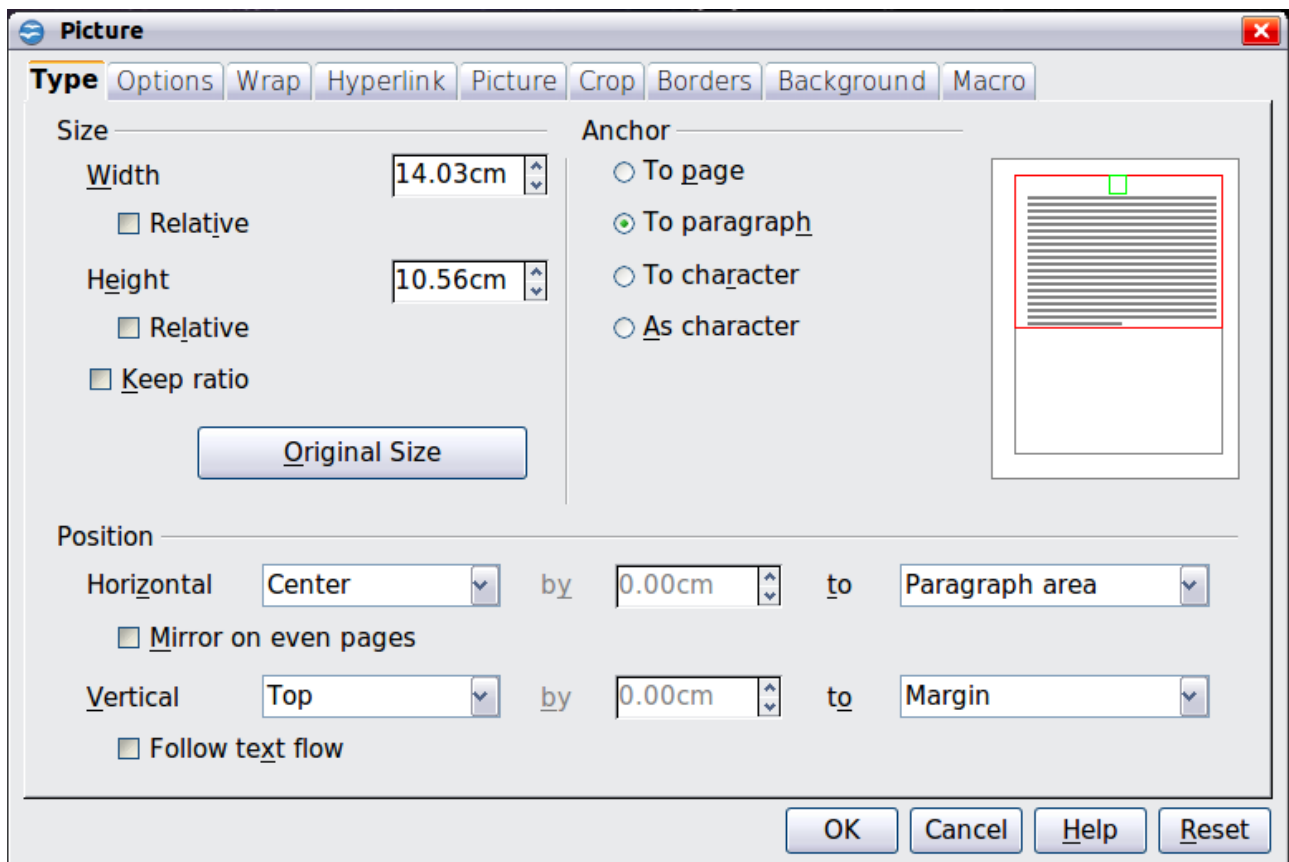 Picture
Type Options Wrap Hyperlink Picture Crop Borders Background Macro
Size Anchor
Width 14.03cm To page
Relative To paragraph
Height 10.56cm To character
Relative As character
Keep ratio
Original Size
Position
Horizontal Center by 0.00cm to Paragraph area
Mirror on even pages
Vertical Top by 0.00cm to Margin
Follow text flow
OK Cancel Help Reset